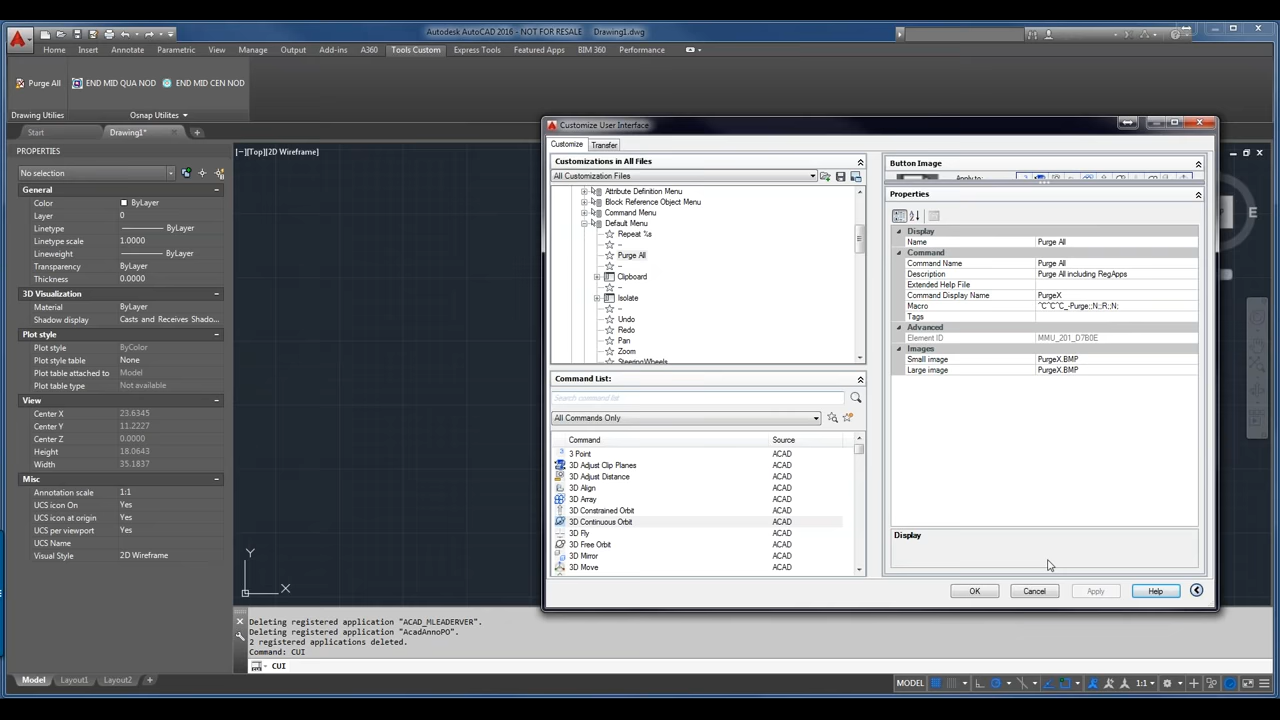 Autodesk AutoCAD 2016 - NOT FOR RESALE Drawing1.dwg
Home Insert Annotate Parametric View Manage Output Add-ins A360 Tools Custom Express Tools Featured Apps BIM 360 Performance
Purge All END MID QUA NOD END MID CEN NOD
Drawing Utilies Osnap Utilites
Start Drawing1*
PROPERTIES
No selection
General
Color ByLayer
Layer 0
Linetype ByLayer
Linetype scale 1.0000
Lineweight ByLayer
Transparency ByLayer
Thickness 0.0000
3D Visualization
Material ByLayer
Shadow display Casts and Receives Shado...
Plot style
Plot style ByColor
Plot style table None
Plot table attached to Model
Plot table type Not available
View
Center X 23.6345
Center Y 11.2227
Center Z 0.0000
Height 18.0643
Width 35.1837
Misc
Annotation scale 1:1
UCS icon On Yes
UCS icon at origin Yes
UCS per viewport Yes
UCS Name
Visual Style 2D Wireframe
[−][Top][2D Wireframe]
Y
X
E
Customize User Interface
Customize Transfer
Customizations in All Files
All Customization Files
Attribute Definition Menu
Block Reference Object Menu
Command Menu
Default Menu
Repeat %s
--
Purge All
--
Clipboard
--
Isolate
--
Undo
Redo
Pan
Zoom
SteeringWheels
Command List:
Search command list
All Commands Only
Command Source
3 Point ACAD
3D Adjust Clip Planes ACAD
3D Adjust Distance ACAD
3D Align ACAD
3D Array ACAD
3D Constrained Orbit ACAD
3D Continuous Orbit ACAD
3D Fly ACAD
3D Free Orbit ACAD
3D Mirror ACAD
3D Move ACAD
Button Image
Apply to:
Properties
Display
Name Purge All
Command
Command Name Purge All
Description Purge All including RegApps
Extended Help File
Command Display Name PurgeX
Macro ^C^C^C_-Purge;;N;;R;;N;
Tags
Advanced
Element ID MMU_201_D7B0E
Images
Small image PurgeX.BMP
Large image PurgeX.BMP
Display
OK Cancel Apply Help
Deleting registered application "ACAD_MLEADERVER".
Deleting registered application "AcadAnnoPO".
2 registered applications deleted.
Command: CUI
CUI
Model Layout1 Layout2
MODEL 1:1